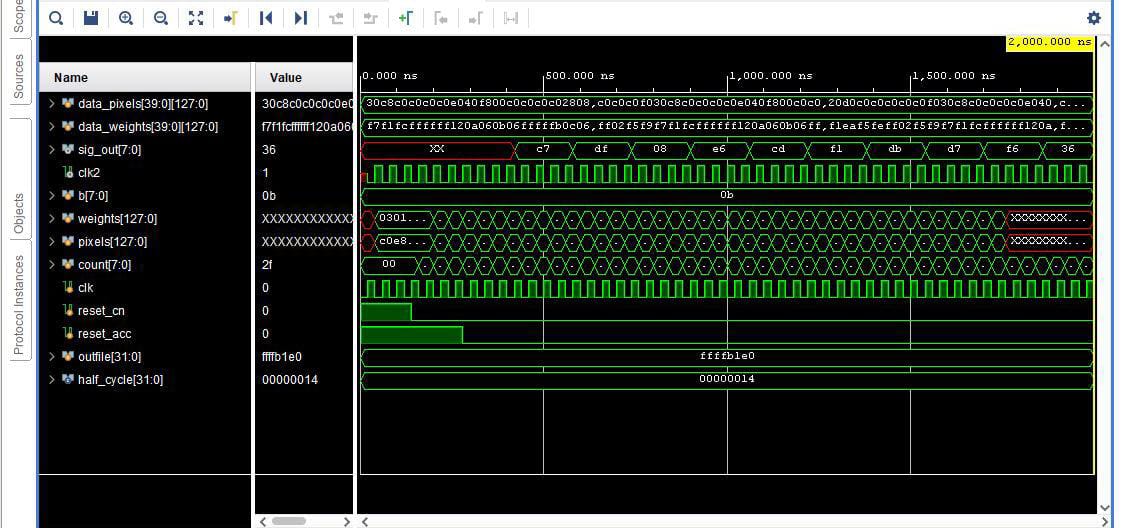 Scope
Sources
Objects
Protocol Instances
2,000.000 ns
Name Value 0.000 ns 500.000 ns 1,000.000 ns 1,500.000 ns
data_pixels[39:0][127:0] 30c8c0c0c0c0e0 30c8c0c0c0c0e040f800c0c0c0c02808,c0c0c0f030c8c0c0c0c0e040f800c0c0,20d0c0c0c0c0f030c8c0c0c0c0e040,c...
data_weights[39:0][127:0] f7f1fcffffff120a06 f7f1fcffffff120a060b06fffffb0c06,ff02f5f9f7f1fcffffff120a060b06ff,f1eaf5feff02f5f9f7f1fcffffff120a,f...
sig_out[7:0] 36 XX c7 df 08 e6 cd f1 db d7 f6 36
clk2 1
b[7:0] 0b 0b
weights[127:0] XXXXXXXXXXXX 0301... XXXXXXXX...
pixels[127:0] XXXXXXXXXXXX c0e8... XXXXXXXX...
count[7:0] 2f 00
clk 0
reset_cn 0
reset_acc 0
outfile[31:0] ffffb1e0 ffffb1e0
half_cycle[31:0] 00000014 00000014